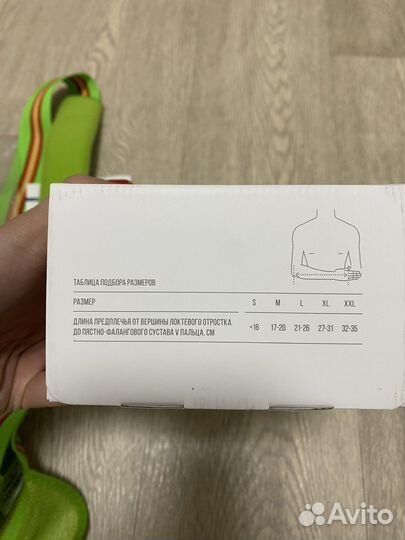 ТАБЛИЦА ПОДБОРА РАЗМЕРОВ
РАЗМЕР S M L XL XXL
ДЛИНА ПРЕДПЛЕЧЬЯ ОТ ВЕРШИНЫ ЛОКТЕВОГО ОТРОСТКА <16 17-20 21-26 27-31 32-35
ДО ПЯСТНО-ФАЛАНГОВОГО СУСТАВА V ПАЛЬЦА, СМ
Avito